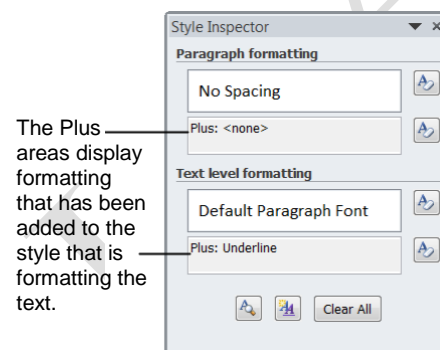 Style Inspector
Paragraph formatting
No Spacing
Plus: <none>
Text level formatting
Default Paragraph Font
Plus: Underline
Clear All
The Plus
areas display
formatting
that has been
added to the
style that is
formatting the
text.